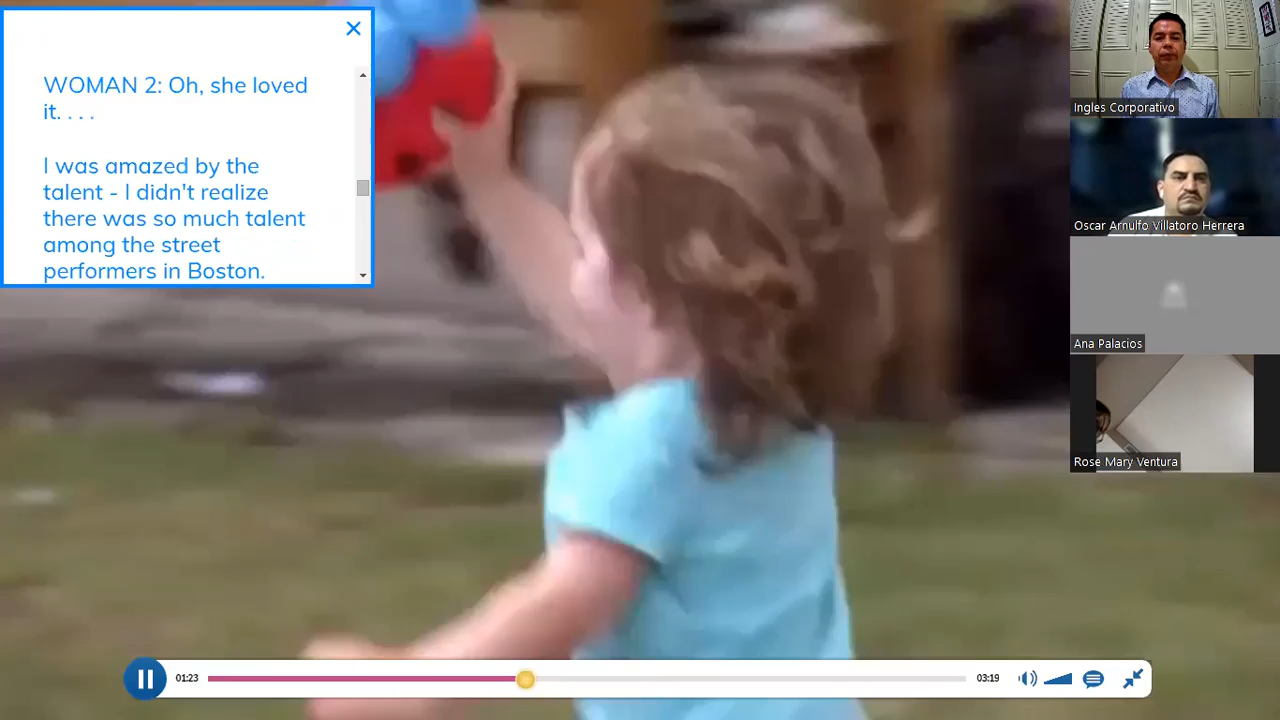 WOMAN 2: Oh, she loved
it. . . .
I was amazed by the
talent - I didn't realize
there was so much talent
among the street
performers in Boston.
Ingles Corporativo
Oscar Arnulfo Villatoro Herrera
Ana Palacios
Rose Mary Ventura
01:23
03:19